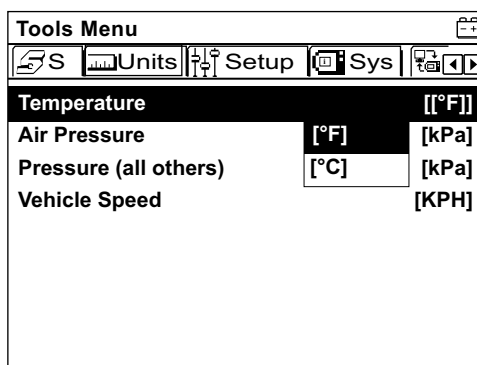 Tools Menu
S Units Setup Sys
Temperature [[°F]]
Air Pressure [°F] [kPa]
Pressure (all others) [°C] [kPa]
Vehicle Speed [KPH]